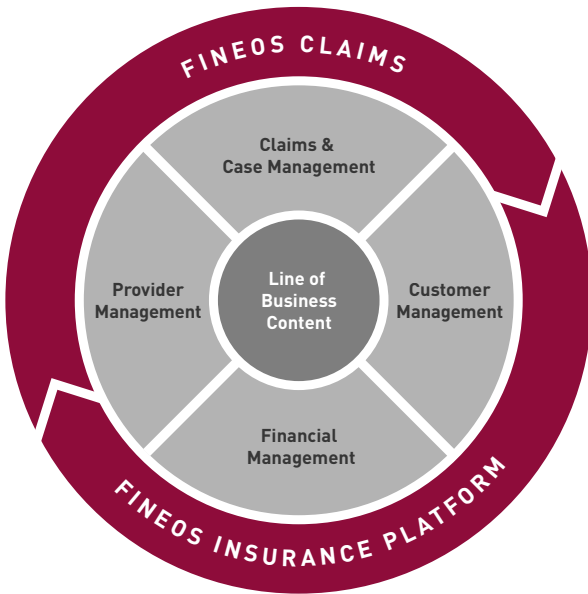 FINEOS CLAIMS
Claims &
Case Management
Provider
Management
Line of
Business
Content
Customer
Management
Financial
Management
FINEOS INSURANCE PLATFORM